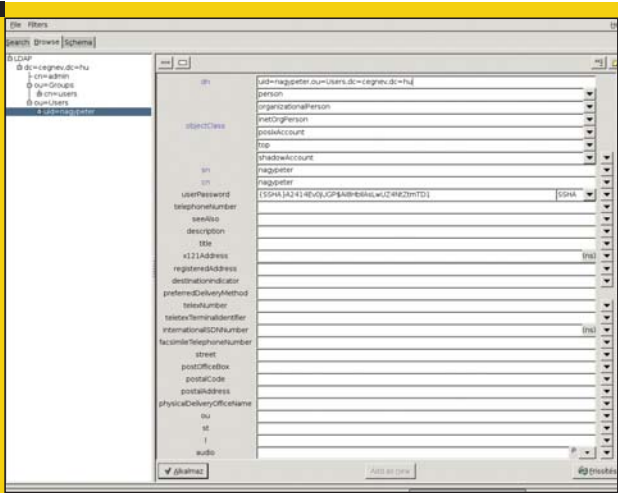 File Filters
Search Browse Schema
LDAP
dc=cegnev,dc=hu
cn=admin
ou=Groups
cn=users
ou=Users
uid=nagypeter
dn uid=nagypeter,ou=Users,dc=cegnev,dc=hu
objectClass
person
organizationalPerson
inetOrgPerson
posixAccount
top
shadowAccount
sn nagypeter
cn nagypeter
userPassword SSHA
telephoneNumber
seeAlso
description
title
x121Address (ns)
registeredAddress
destinationIndicator
preferredDeliveryMethod
telexNumber
teletexTerminalIdentifier
internationaliSDNNumber (ns)
facsimileTelephoneNumber
street
postOfficeBox
postalCode
postalAddress
physicalDeliveryOfficeName
ou
st
l
audio
Alkalmaz Add as new Frissítés